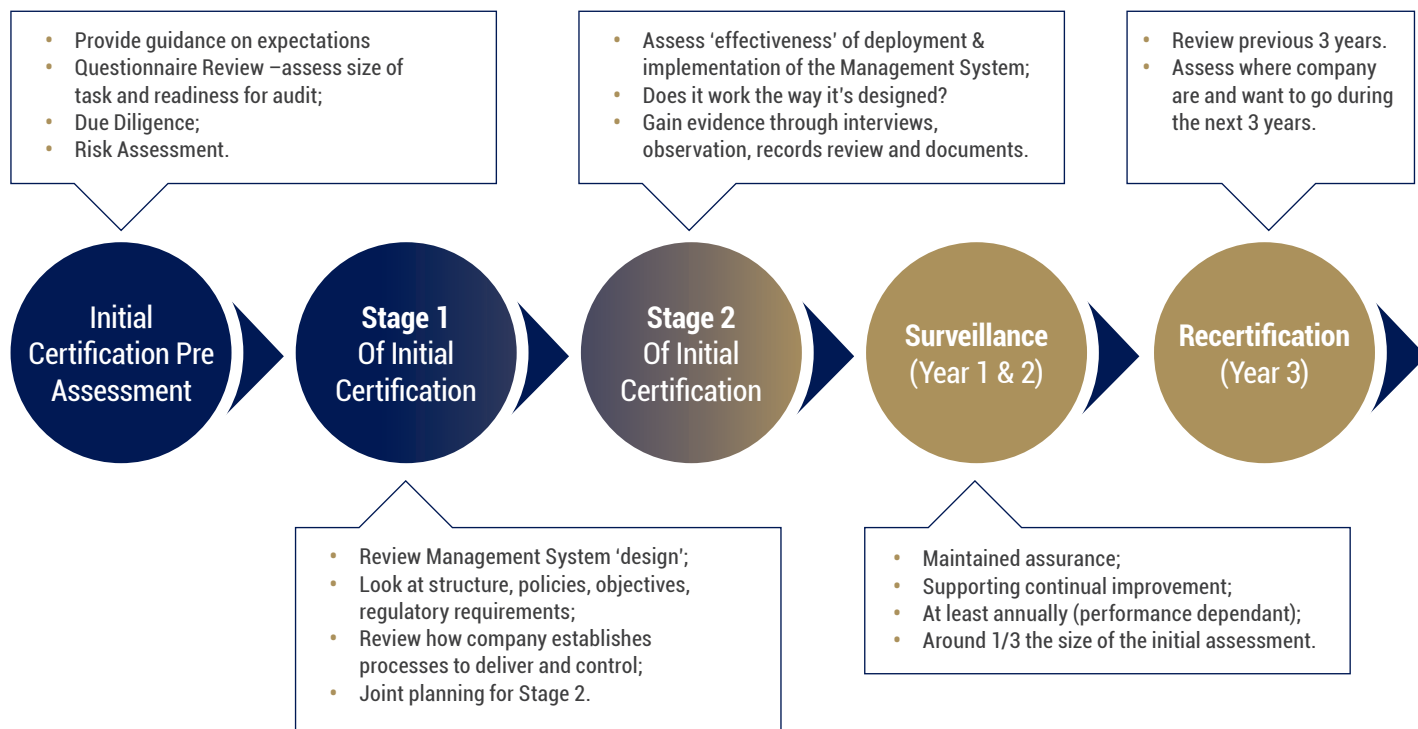 • Provide guidance on expectations
• Questionnaire Review –assess size of
task and readiness for audit;
• Due Diligence;
• Risk Assessment.
• Assess ‘effectiveness’ of deployment &
implementation of the Management System;
• Does it work the way it's designed?
• Gain evidence through interviews,
observation, records review and documents.
• Review previous 3 years.
• Assess where company
are and want to go during
the next 3 years.
Initial
Certification Pre
Assessment
Stage 1
Of Initial
Certification
Stage 2
Of Initial
Certification
Surveillance
(Year 1 & 2)
Recertification
(Year 3)
• Review Management System ‘design’;
• Look at structure, policies, objectives,
regulatory requirements;
• Review how company establishes
processes to deliver and control;
• Joint planning for Stage 2.
• Maintained assurance;
• Supporting continual improvement;
• At least annually (performance dependant);
• Around 1/3 the size of the initial assessment.